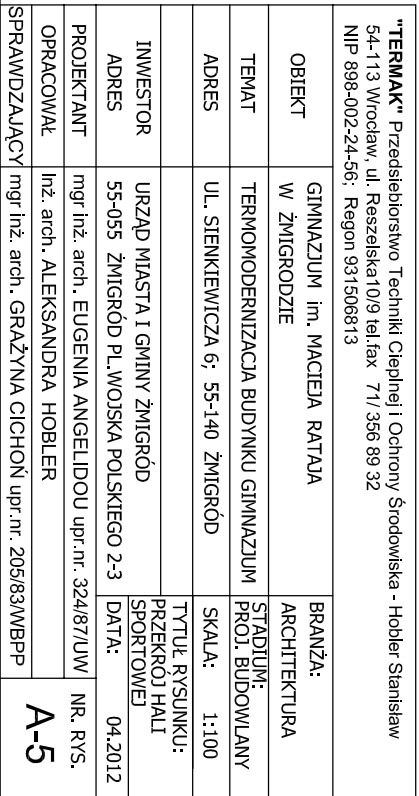 "TERMAK" Przedsiebiorstwo Techniki Cieplnej i Ochrony Środowiska - Hobler Stanisław
54-113 Wrocław, ul. Reszelska10/9 tel.fax 71/ 356 89 32
NIP 898-002-24-56; Regon 931506813
OBIEKT
GIMNAZJUM im. MACIEJA RATAJA
W ŻMIGRODZIE
BRANŻA:
ARCHITEKTURA
TEMAT
TERMOMODERNIZACJA BUDYNKU GIMNAZJUM
STADIUM:
PROJ. BUDOWLANY
ADRES
UL. SIENKIEWICZA 6; 55-140 ŻMIGRÓD
SKALA: 1:100
TYTUŁ RYSUNKU:
PRZEKRÓJ HALI
SPORTOWEJ
INWESTOR
ADRES
URZĄD MIASTA I GMINY ŻMIGRÓD
55-055 ŻMIGRÓD PL.WOJSKA POLSKIEGO 2-3
DATA: 04.2012
PROJEKTANT
mgr inż. arch. EUGENIA ANGELIDOU upr.nr. 324/87/UW
OPRACOWAŁ
Inż. arch. ALEKSANDRA HOBLER
SPRAWDZAJĄCY
mgr inż. arch. GRAŻYNA CICHOŃ upr.nr. 205/83/WBPP
NR. RYS.
A-5